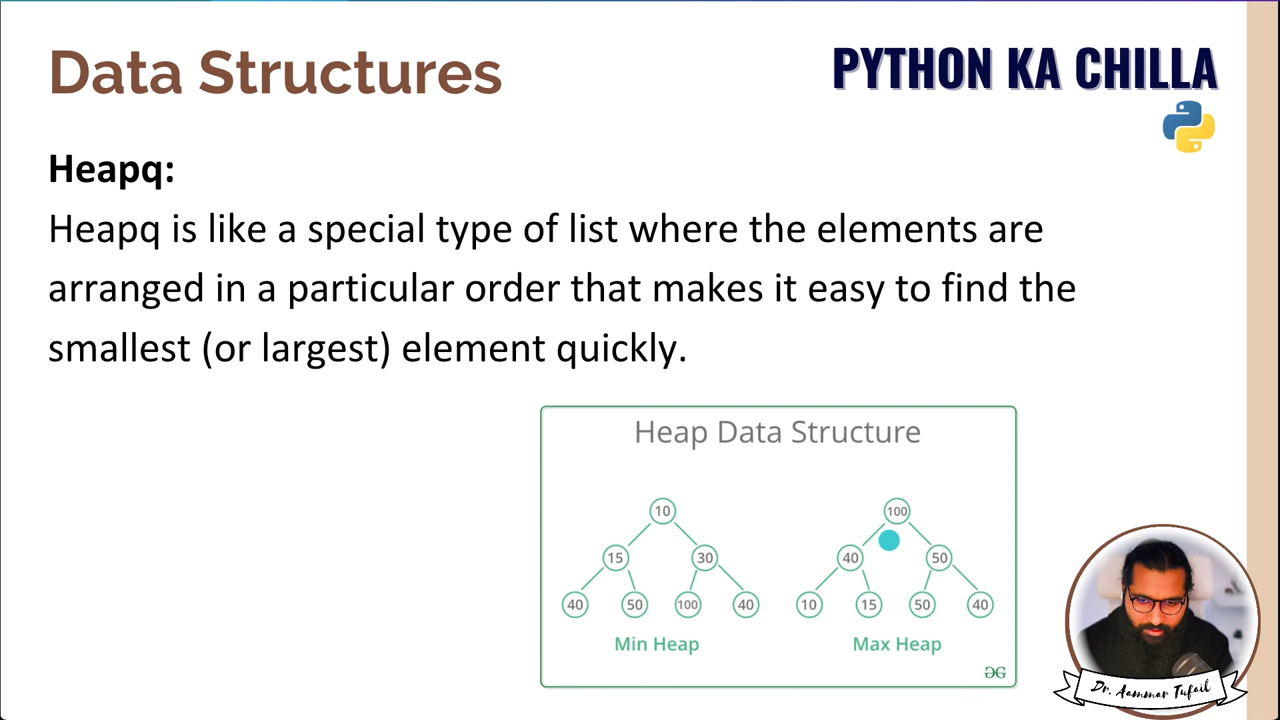 Data Structures
PYTHON KA CHILLA
Heapq:
Heapq is like a special type of list where the elements are
arranged in a particular order that makes it easy to find the
smallest (or largest) element quickly.
Heap Data Structure
10 100
15 30 40 50
40 50 100 40 10 15 50 40
Min Heap Max Heap
Dr. Aammar Tufail